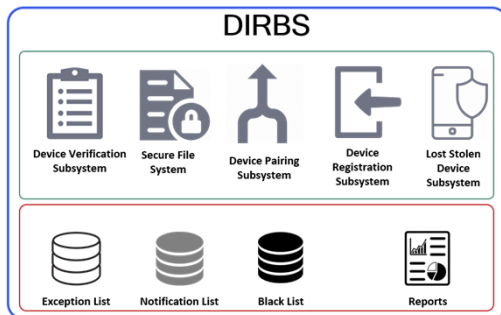 DIRBS
Device Verification
Subsystem
Secure File
System
Device Pairing
Subsystem
Device
Registration
Subsystem
Lost Stolen
Device
Subsystem
Exception List
Notification List
Black List
Reports